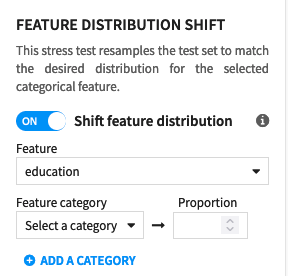 FEATURE DISTRIBUTION SHIFT
This stress test resamples the test set to match
the desired distribution for the selected
categorical feature.
ON Shift feature distribution
Feature
education
Feature category Proportion
Select a category →
ADD A CATEGORY